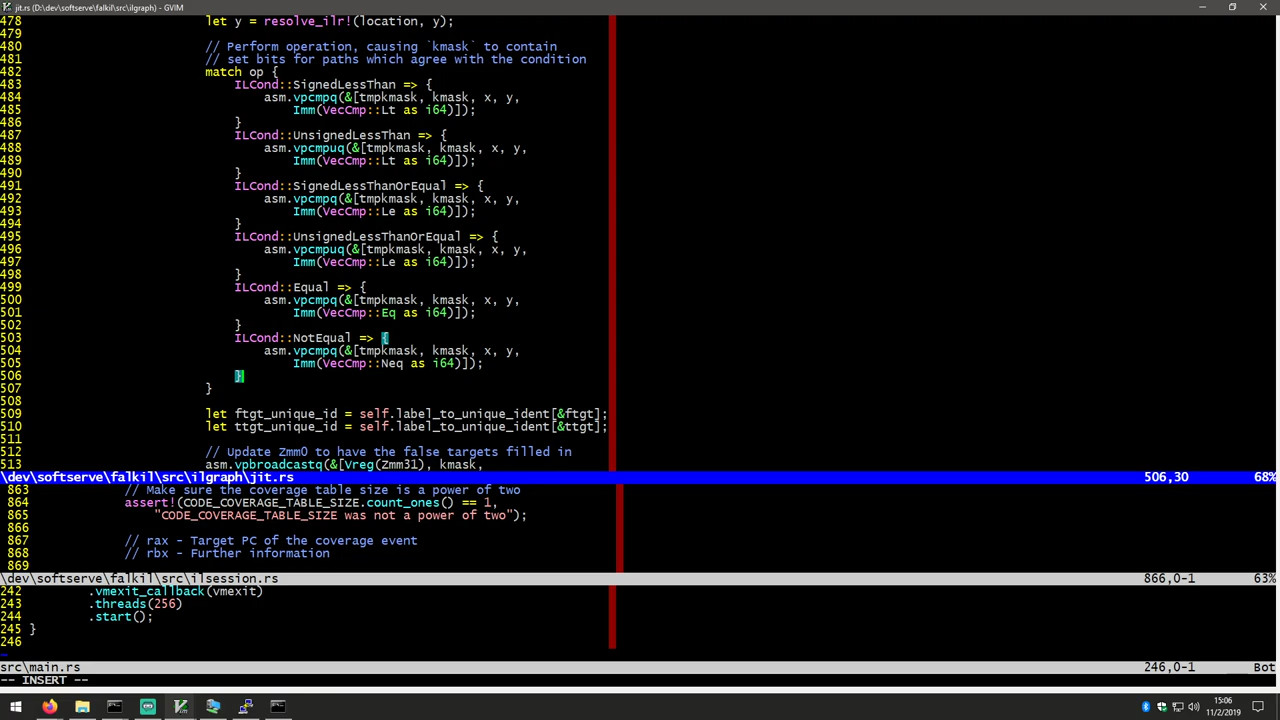 jit.rs (D:\dev\softserve\falkil\src\ilgraph) - GVIM
478 let y = resolve_ilr!(location, y);
479
480 // Perform operation, causing `kmask` to contain
481 // set bits for paths which agree with the condition
482 match op {
483 ILCond::SignedLessThan => {
484 asm.vpcmpq(&[tmpkmask, kmask, x, y,
485 Imm(VecCmp::Lt as i64)]);
486 }
487 ILCond::UnsignedLessThan => {
488 asm.vpcmpuq(&[tmpkmask, kmask, x, y,
489 Imm(VecCmp::Lt as i64)]);
490 }
491 ILCond::SignedLessThanOrEqual => {
492 asm.vpcmpq(&[tmpkmask, kmask, x, y,
493 Imm(VecCmp::Le as i64)]);
494 }
495 ILCond::UnsignedLessThanOrEqual => {
496 asm.vpcmpuq(&[tmpkmask, kmask, x, y,
497 Imm(VecCmp::Le as i64)]);
498 }
499 ILCond::Equal => {
500 asm.vpcmpq(&[tmpkmask, kmask, x, y,
501 Imm(VecCmp::Eq as i64)]);
502 }
503 ILCond::NotEqual => {
504 asm.vpcmpq(&[tmpkmask, kmask, x, y,
505 Imm(VecCmp::Neq as i64)]);
506 }
507 }
508
509 let ftgt_unique_id = self.label_to_unique_ident[&ftgt];
510 let ttgt_unique_id = self.label_to_unique_ident[&ttgt];
511
512 // Update Zmm0 to have the false targets filled in
513 asm.vpbroadcastq(&[Vreg(Zmm31), kmask,
\dev\softserve\falkil\src\ilgraph\jit.rs 506,30 68%
863 // Make sure the coverage table size is a power of two
864 assert!(CODE_COVERAGE_TABLE_SIZE.count_ones() == 1,
865 "CODE_COVERAGE_TABLE_SIZE was not a power of two");
866
867 // rax - Target PC of the coverage event
868 // rbx - Further information
869
\dev\softserve\falkil\src\ilsession.rs 866,0-1 63%
242 .vmexit_callback(vmexit)
243 .threads(256)
244 .start();
245 }
246
~
src\main.rs 246,0-1 Bot
-- INSERT --
15:06
11/2/2019